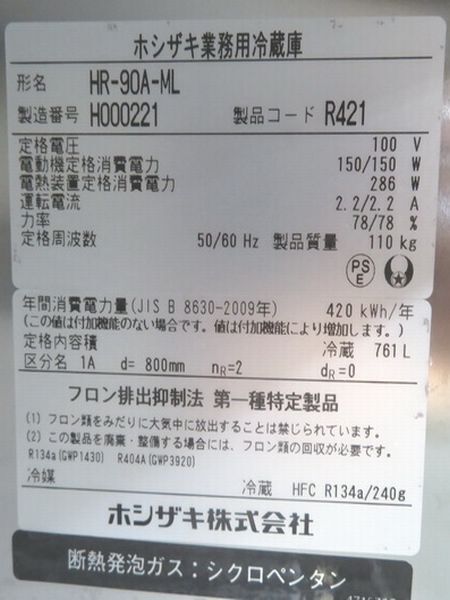 ホシザキ業務用冷蔵庫
形名 HR-90A-ML
製造番号 H000221 製品コード R421
定格電圧 100 V
電動機定格消費電力 150/150 W
電熱装置定格消費電力 286 W
運転電流 2.2/2.2 A
力率 78/78 %
定格周波数 50/60 Hz 製品質量 110 kg
PS
E
年間消費電力量(JIS B 8630-2009年) 420 kWh/年
(この値は付加機能のない場合です。値は付加機能により増加します。)
定格内容積 冷蔵 761 L
区分名 1A d= 800mm nR=2 dR=0
フロン排出抑制法 第一種特定製品
(1) フロン類をみだりに大気中に放出することは禁じられています。
(2) この製品を廃棄・整備する場合には、フロン類の回収が必要です。
R134a(GWP1430) R404A(GWP3920)
冷媒 冷蔵 HFC R134a/240g
ホシザキ株式会社
断熱発泡ガス：シクロペンタン